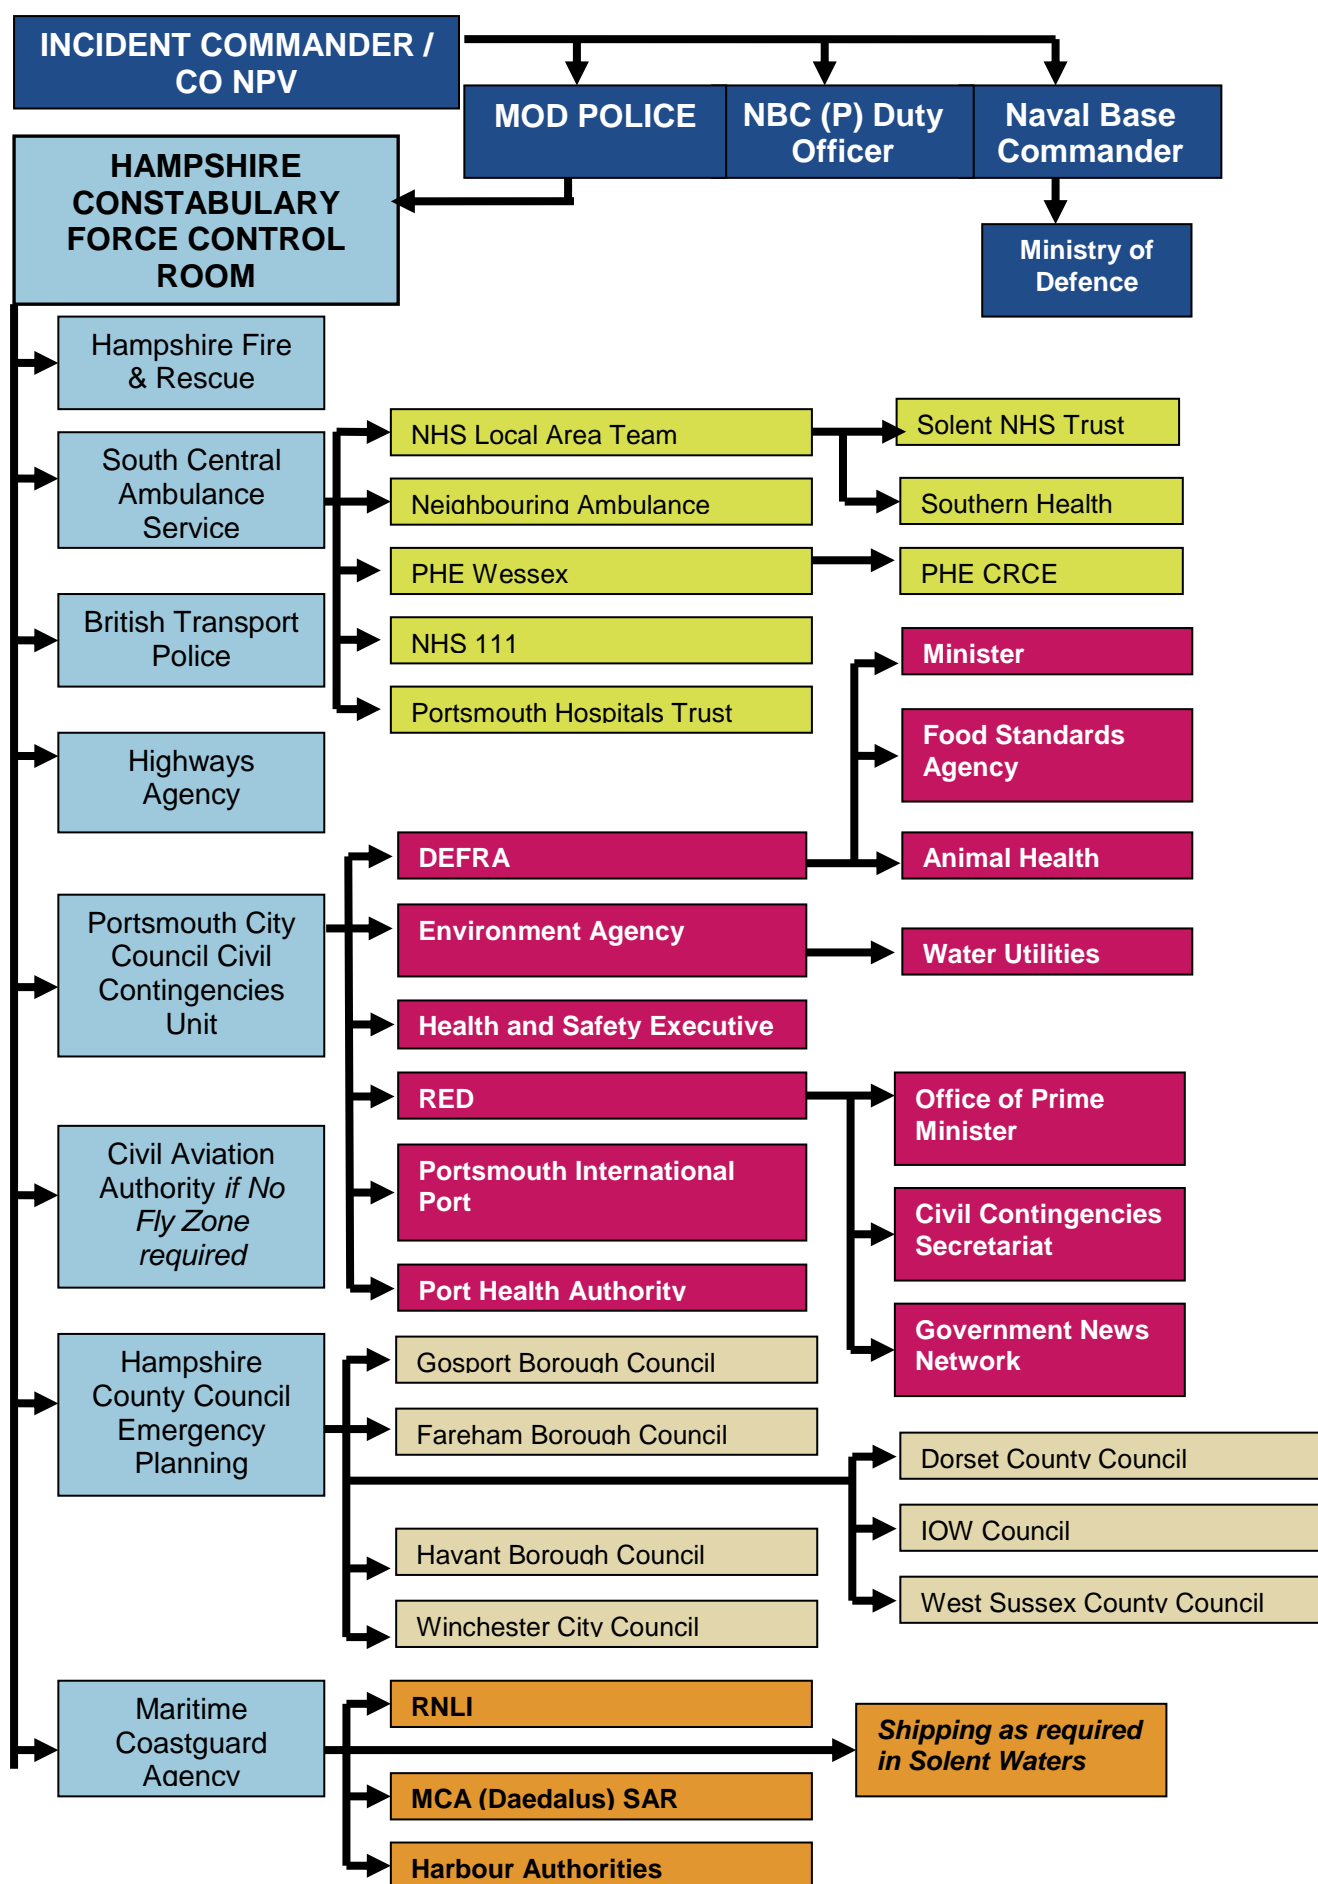 INCIDENT COMMANDER /
CO NPV
MOD POLICE
NBC (P) Duty
Officer
Naval Base
Commander
HAMPSHIRE
CONSTABULARY
FORCE CONTROL
ROOM
Ministry of
Defence
Hampshire Fire
& Rescue
South Central
Ambulance
Service
NHS Local Area Team
Solent NHS Trust
Neighbouring Ambulance
Southern Health
PHE Wessex
PHE CRCE
British Transport
Police
NHS 111
Minister
Portsmouth Hospitals Trust
Food Standards
Agency
Highways
Agency
DEFRA
Animal Health
Portsmouth City
Council Civil
Contingencies
Unit
Environment Agency
Water Utilities
Health and Safety Executive
RED
Office of Prime
Minister
Civil Aviation
Authority if No
Fly Zone
required
Portsmouth International
Port
Civil Contingencies
Secretariat
Port Health Authority
Government News
Network
Hampshire
County Council
Emergency
Planning
Gosport Borough Council
Fareham Borough Council
Dorset County Council
IOW Council
Havant Borough Council
West Sussex County Council
Winchester City Council
Maritime
Coastguard
Agency
RNLI
Shipping as required
in Solent Waters
MCA (Daedalus) SAR
Harbour Authorities